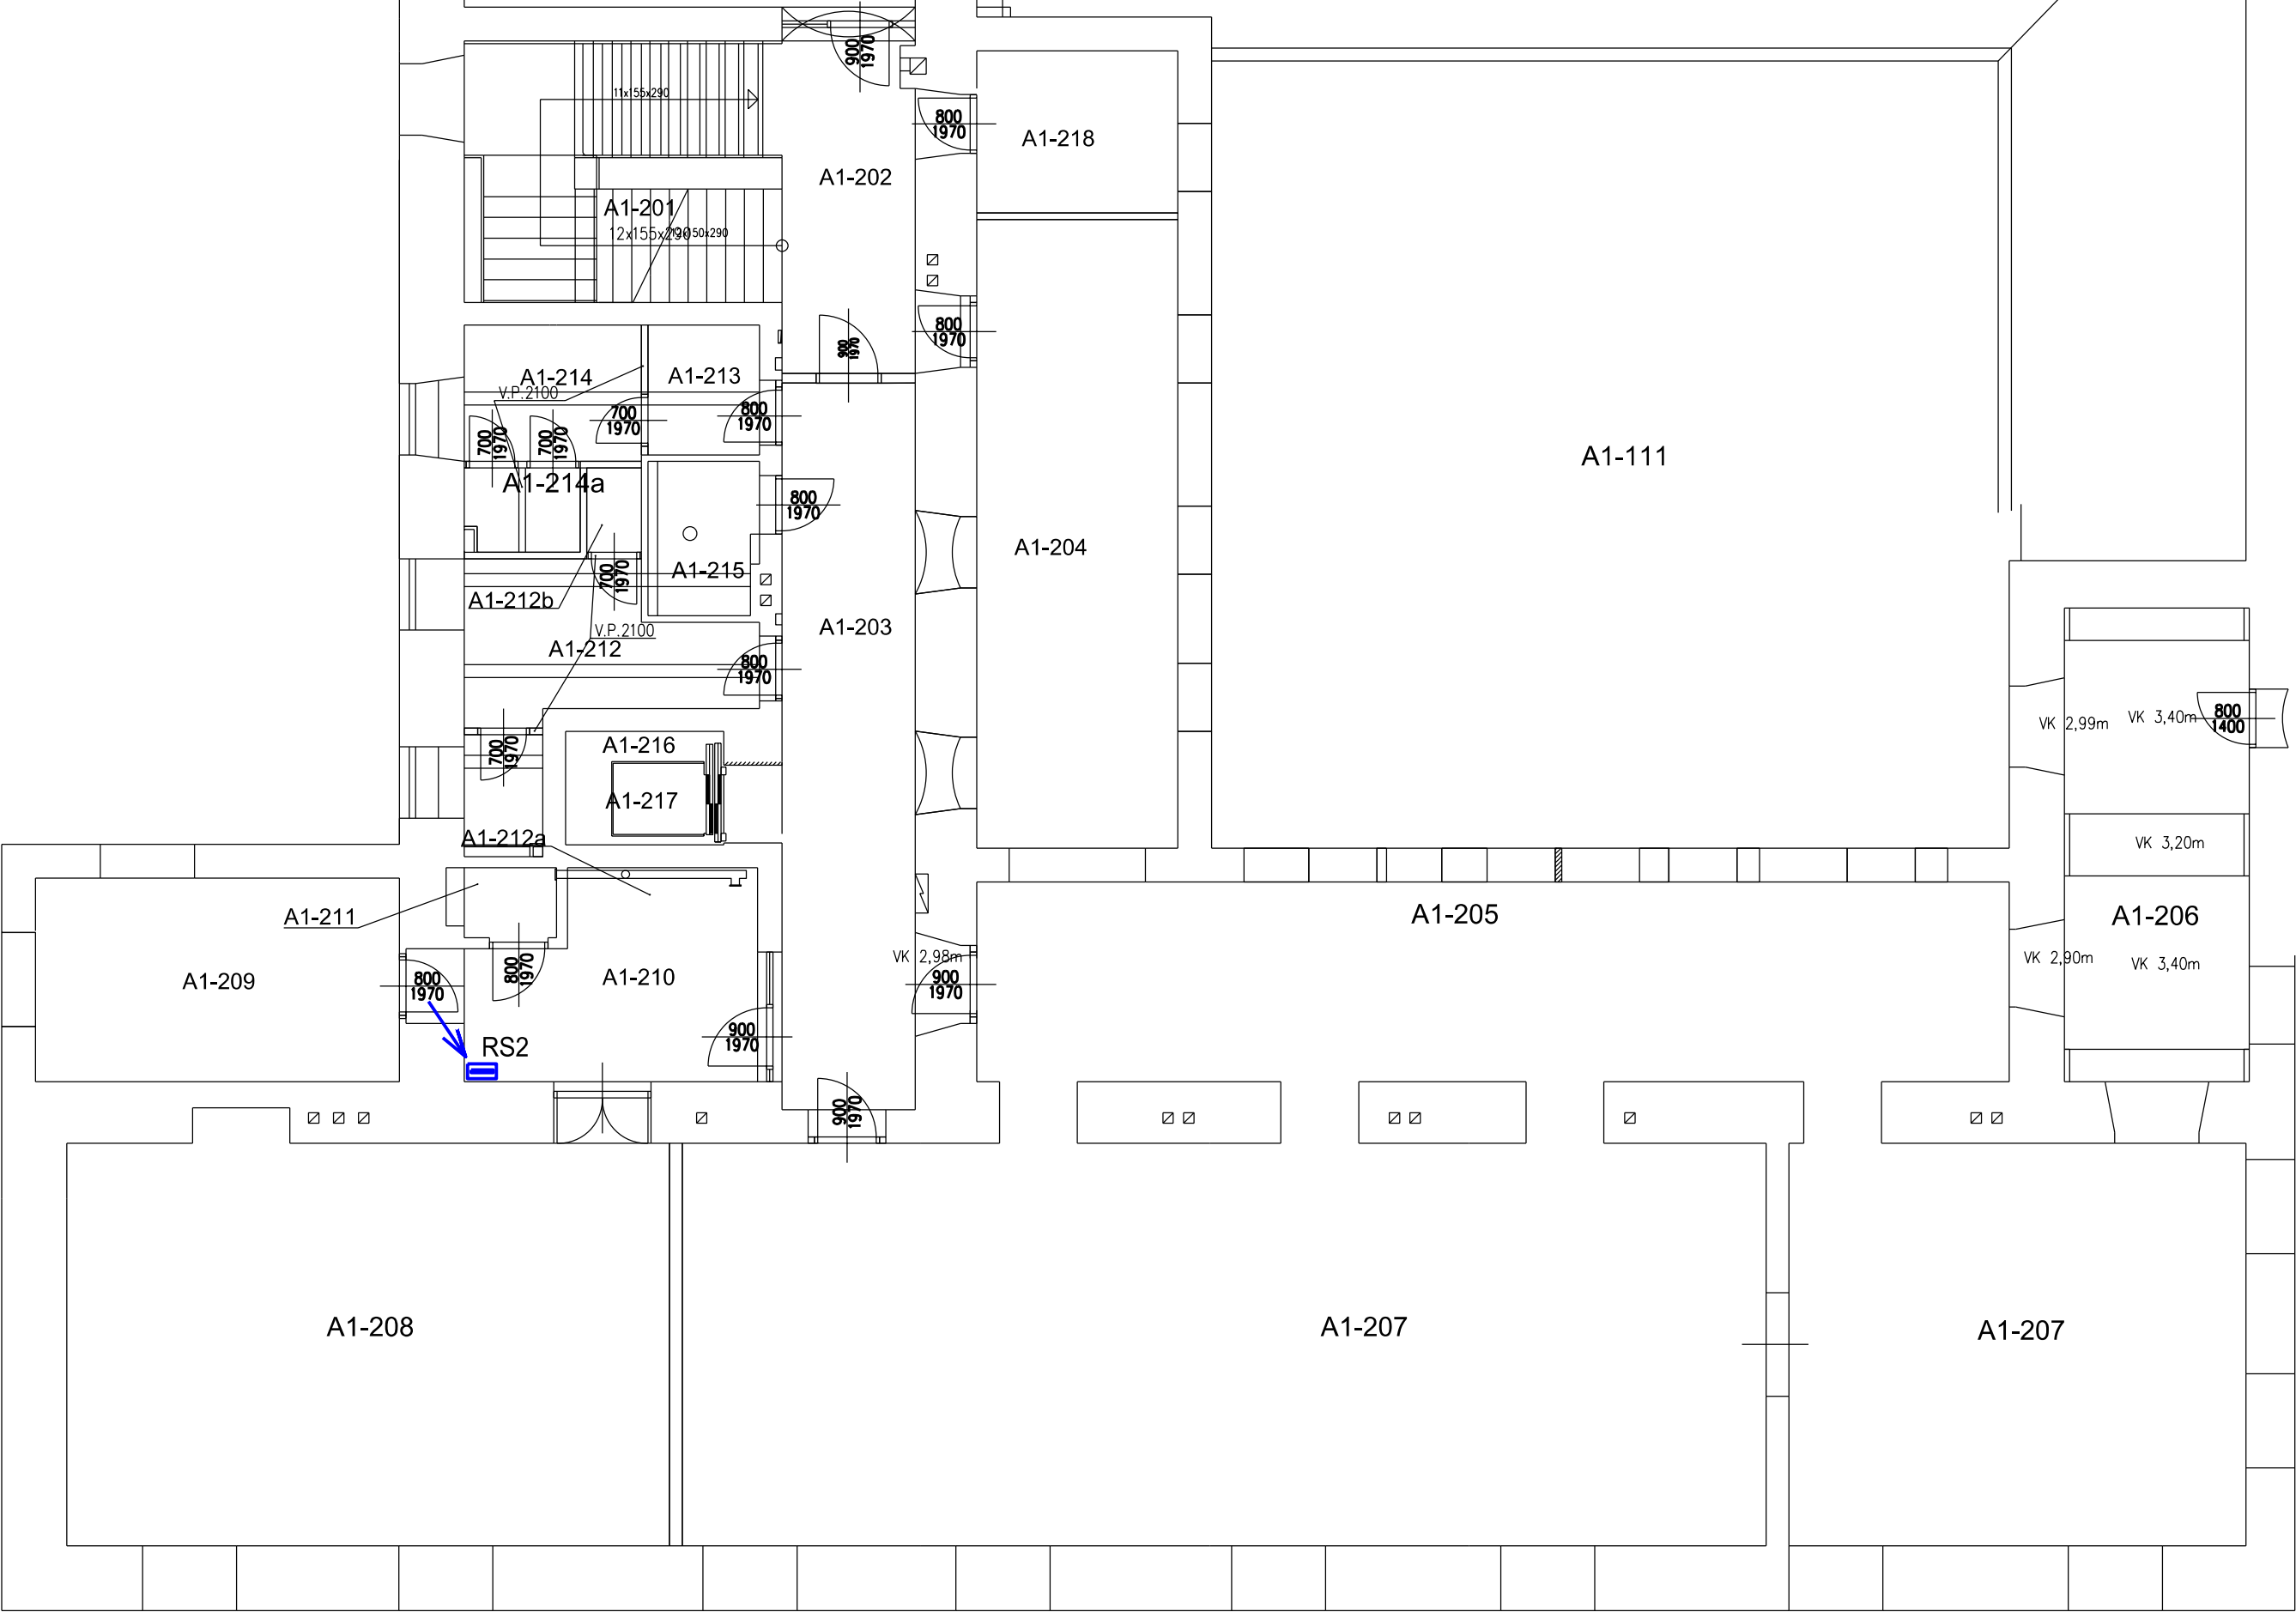 900
1970
11x155x290
800
1970
A1-218
A1-202
A1-201
12x155x290
800
1970
900
1970
A1-214
A1-213
V.P.2100
700
1970
800
1970
700
1970
700
1970
A1-111
A1-214a
800
1970
A1-204
A1-215
700
1970
A1-212b
V.P.2100
A1-203
A1-212
800
1970
VK 2,99m
VK 3,40m
800
1400
700
1970
A1-216
A1-217
A1-212a
VK 3,20m
A1-211
A1-205
A1-206
VK 2,98m
VK 2,90m
VK 3,40m
A1-209
800
1970
800
1970
A1-210
900
1970
RS2
900
1970
900
1970
A1-208
A1-207
A1-207